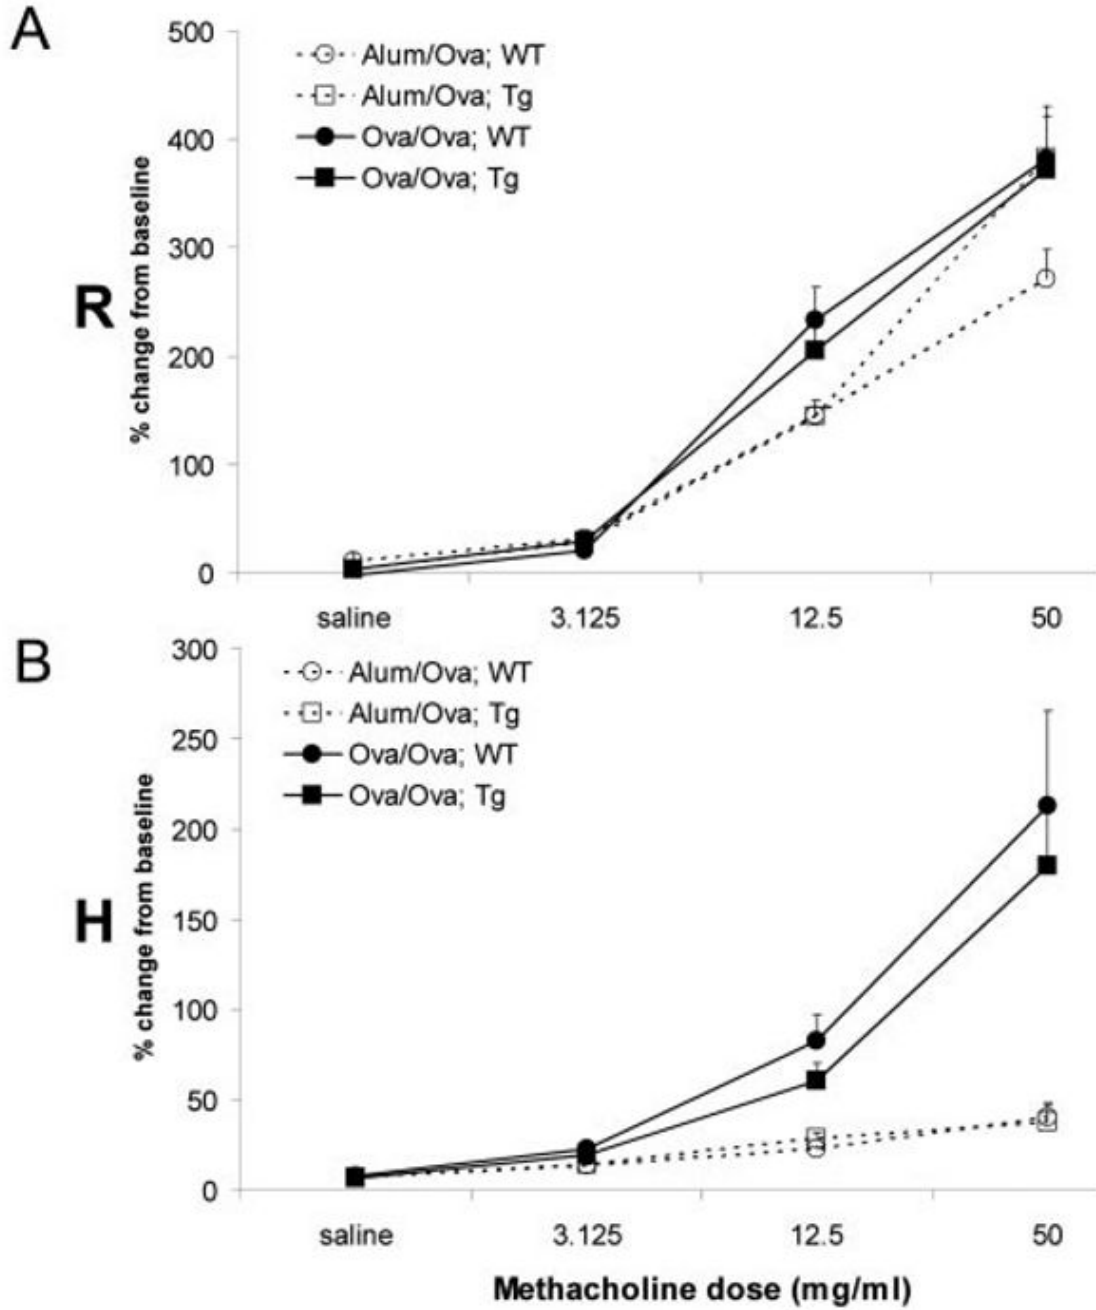 A
500
400
300
200
100
0
R
% change from baseline
Alum/Ova; WT
Alum/Ova; Tg
Ova/Ova; WT
Ova/Ova; Tg
saline 3.125 12.5 50
B
300
250
200
150
100
50
0
H
% change from baseline
Alum/Ova; WT
Alum/Ova; Tg
Ova/Ova; WT
Ova/Ova; Tg
saline 3.125 12.5 50
Methacholine dose (mg/ml)